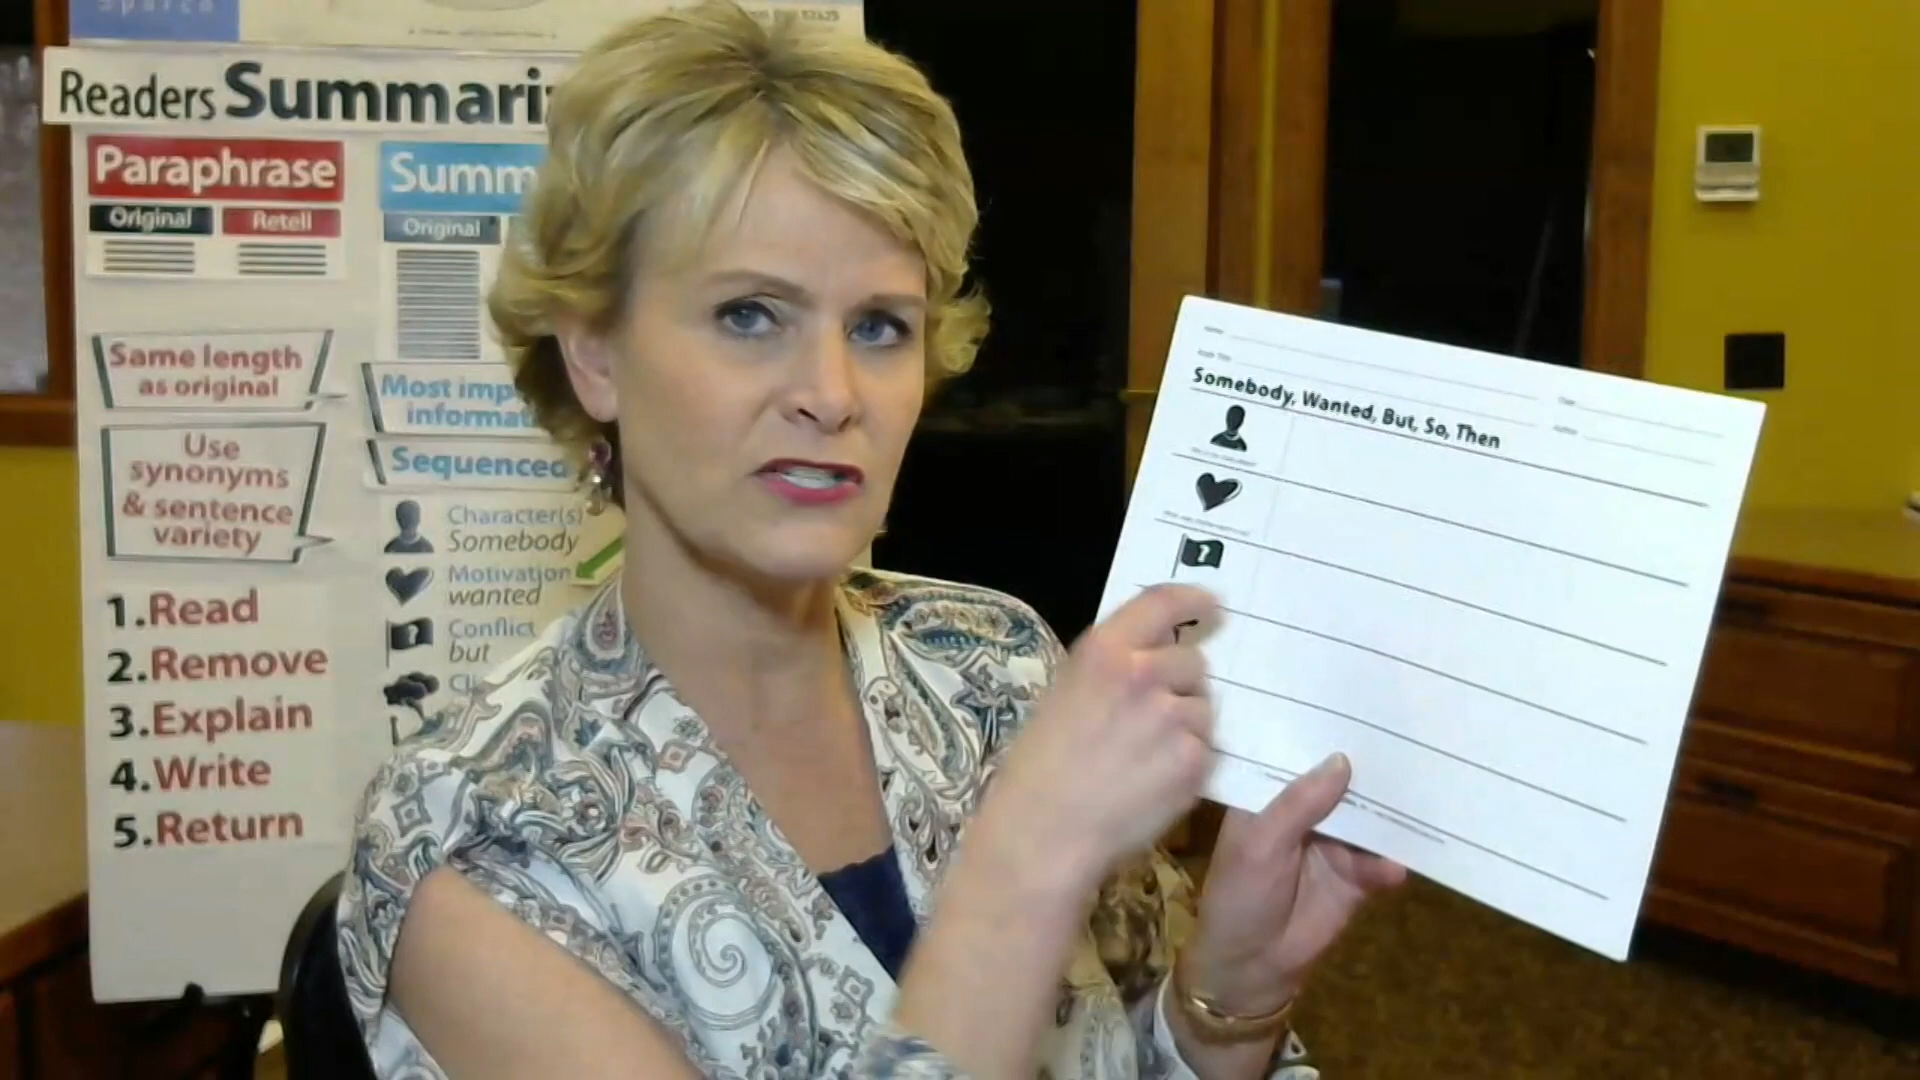 Readers Summari
Paraphrase
Original
Retell
Same length
as original
Use
synonyms
& sentence
variety
1.Read
2.Remove
3.Explain
4.Write
5.Return
Summ
Original
Most imp
informat
Sequenced
Character(s)
Somebody
Motivation
wanted
Conflict
but
Somebody, Wanted, But, So, Then